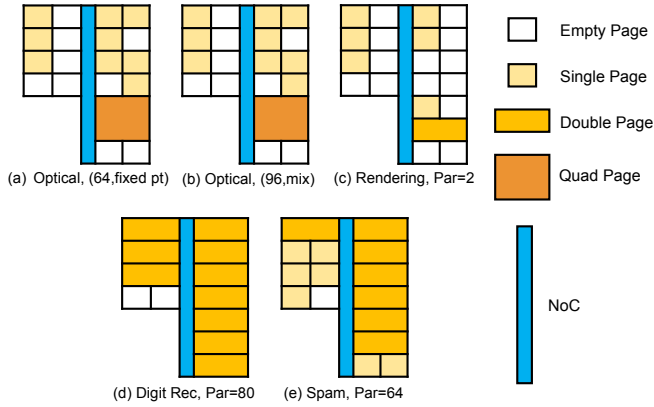 Empty Page
Single Page
Double Page
Quad Page
(a) Optical, (64,fixed pt) (b) Optical, (96,mix) (c) Rendering, Par=2
NoC
(d) Digit Rec, Par=80 (e) Spam, Par=64